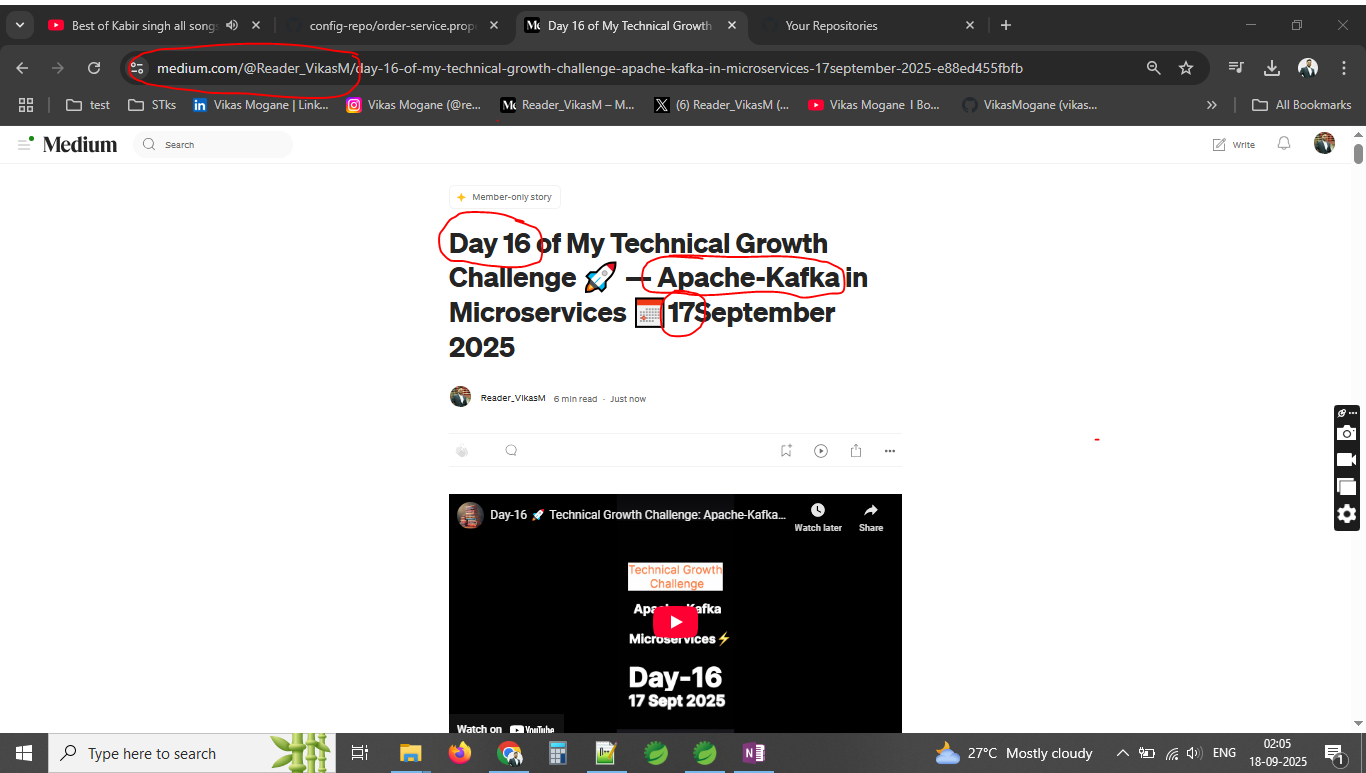 Best of Kabir singh all songs
config-repo/order-service.prope
Day 16 of My Technical Growth
Your Repositories
medium.com/@Reader_VikasM/day-16-of-my-technical-growth-challenge-apache-kafka-in-microservices-17september-2025-e88ed455fbfb
test
STks
Vikas Mogane | Link...
Vikas Mogane (@re...
Reader_VikasM – M...
(6) Reader_VikasM (...
Vikas Mogane I Bo...
VikasMogane (vikas...
»
All Bookmarks
Medium
Search
Write
Member-only story
Day 16 of My Technical Growth
Challenge 🚀 — Apache-Kafka in
Microservices 📅17September
2025
Reader_VikasM 6 min read · Just now
Day-16 🚀 Technical Growth Challenge: Apache-Kafka...
Watch later
Share
Technical Growth
Challenge
Apache-Kafka
Microservices⚡
Day-16
17 Sept 2025
Watch on YouTube
Type here to search
27°C Mostly cloudy
ENG
02:05
18-09-2025
1